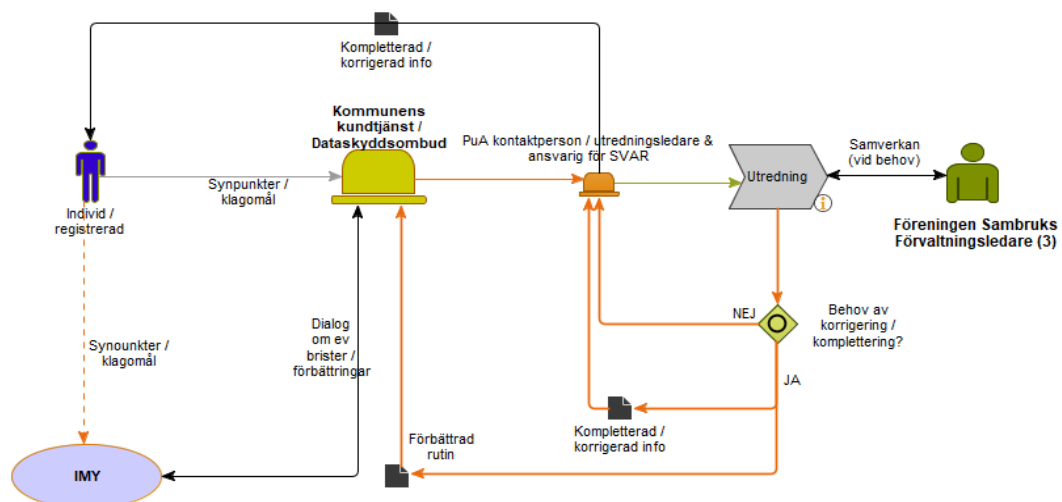 Kompletterad /
korrigerad info
Kommunens
kundtjänst /
Dataskyddsombud
PuA kontaktperson / utredningsledare &
ansvarig för SVAR
Samverkan
(vid behov)
Synpunkter /
klagomål
Utredning
Individ /
registrerad
Föreningen Sambruks
Förvaltningsledare (3)
NEJ
Behov av
korrigering /
komplettering?
Dialog
om ev
brister /
förbättringar
Synounkter /
klagomål
JA
Kompletterad /
korrigerad info
Förbättrad
rutin
IMY